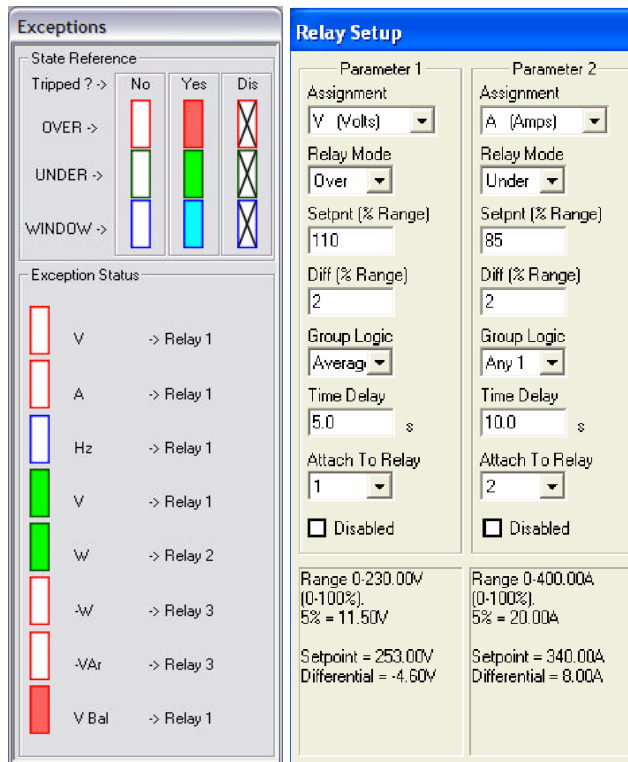 Exceptions
State Reference
Tripped ? -> No Yes Dis
OVER ->
UNDER ->
WINDOW ->
Exception Status
V -> Relay 1
A -> Relay 1
Hz -> Relay 1
V -> Relay 1
W -> Relay 2
-W -> Relay 3
-VAr -> Relay 3
V Bal -> Relay 1
Relay Setup
Parameter 1
Assignment
V (Volts)
Relay Mode
Over
Setpnt (% Range)
110
Diff (% Range)
2
Group Logic
Averag
Time Delay
5.0 s
Attach To Relay
1
Disabled
Range 0-230.00V
(0-100%).
5% = 11.50V
Setpoint = 253.00V
Differential = -4.60V
Parameter 2
Assignment
A (Amps)
Relay Mode
Under
Setpnt (% Range)
85
Diff (% Range)
2
Group Logic
Any 1
Time Delay
10.0 s
Attach To Relay
2
Disabled
Range 0-400.00A
(0-100%).
5% = 20.00A
Setpoint = 340.00A
Differential = 8.00A